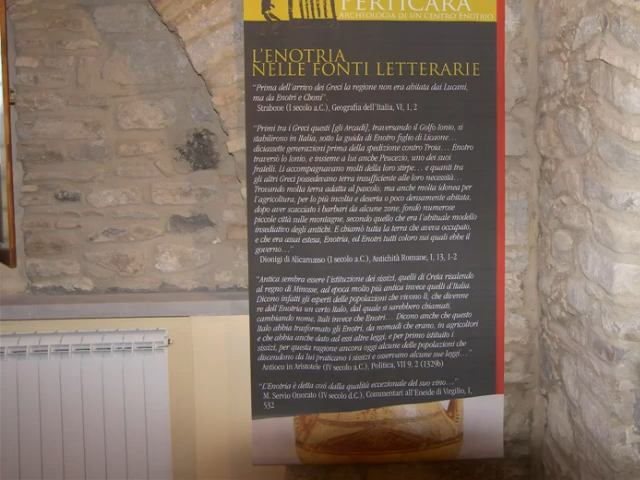 PERTICARA
ARCHEOLOGIA DI UN CENTRO ENOTRIO
L'ENOTRIA
NELLE FONTI LETTERARIE
"Prima dell'arrivo dei Greci la regione non era abitata dai Lucani,
ma da Enotri e Choni".
Strabone (I secolo a.C.), Geografia dell'Italia, VI, 1, 2
"Primi tra i Greci questi [gli Arcadi], traversando il Golfo Ionio, si
stabilirono in Italia, sotto la guida di Enotro figlio di Licaone...
diciassette generazioni prima della spedizione contro Troia... Enotro
traversò lo Ionio, e insieme a lui anche Peucezio, uno dei suoi
fratelli. Li accompagnavano molti della loro stirpe... e quanti tra
gli altri Greci possedevano terra insufficiente alle loro necessità...
Trovando molta terra adatta al pascolo, ma anche molta idonea per
l'agricoltura, per lo più incolta e deserta o poco densamente abitata,
dopo aver scacciato i barbari da alcune zone, fondò numerose
piccole città sulle montagne, secondo quello che era l'abituale modello
insediativo degli antichi. E chiamò tutta la terra che aveva occupato,
e che era assai estesa, Enotria, ed Enotri tutti coloro sui quali ebbe il
governo..."
Dionigi di Alicarnasso (I secolo a.C.), Antichità Romane, I, 13, 1-2
"Antica sembra essere l'istituzione dei sissizi, quelli di Creta risalendo
al regno di Minosse, ad epoca molto più antica invece quelli d'Italia.
Dicono infatti gli esperti delle popolazioni che vivono lì, che divenne
re dell'Enotria un certo Italo, dal quale si sarebbero chiamati,
cambiando nome, Itali invece che Enotri... Dicono anche che questo
Italo abbia trasformato gli Enotri, da nomadi che erano, in agricoltori
e che abbia anche dato ad essi altre leggi, e per primo istituito i
sissizi, per questa ragione ancora oggi alcune delle popolazioni che
discendono da lui praticano i sissizi e osservano alcune sue leggi..."
Antioco in Aristotele (IV secolo a.C.), Politica, VII 9, 2 (1329b)
"L'Enotria è detta così dalla qualità eccezionale del suo vino..."
M. Servio Onorato (IV secolo d.C.), Commentari all'Eneide di Virgilio, I,
532